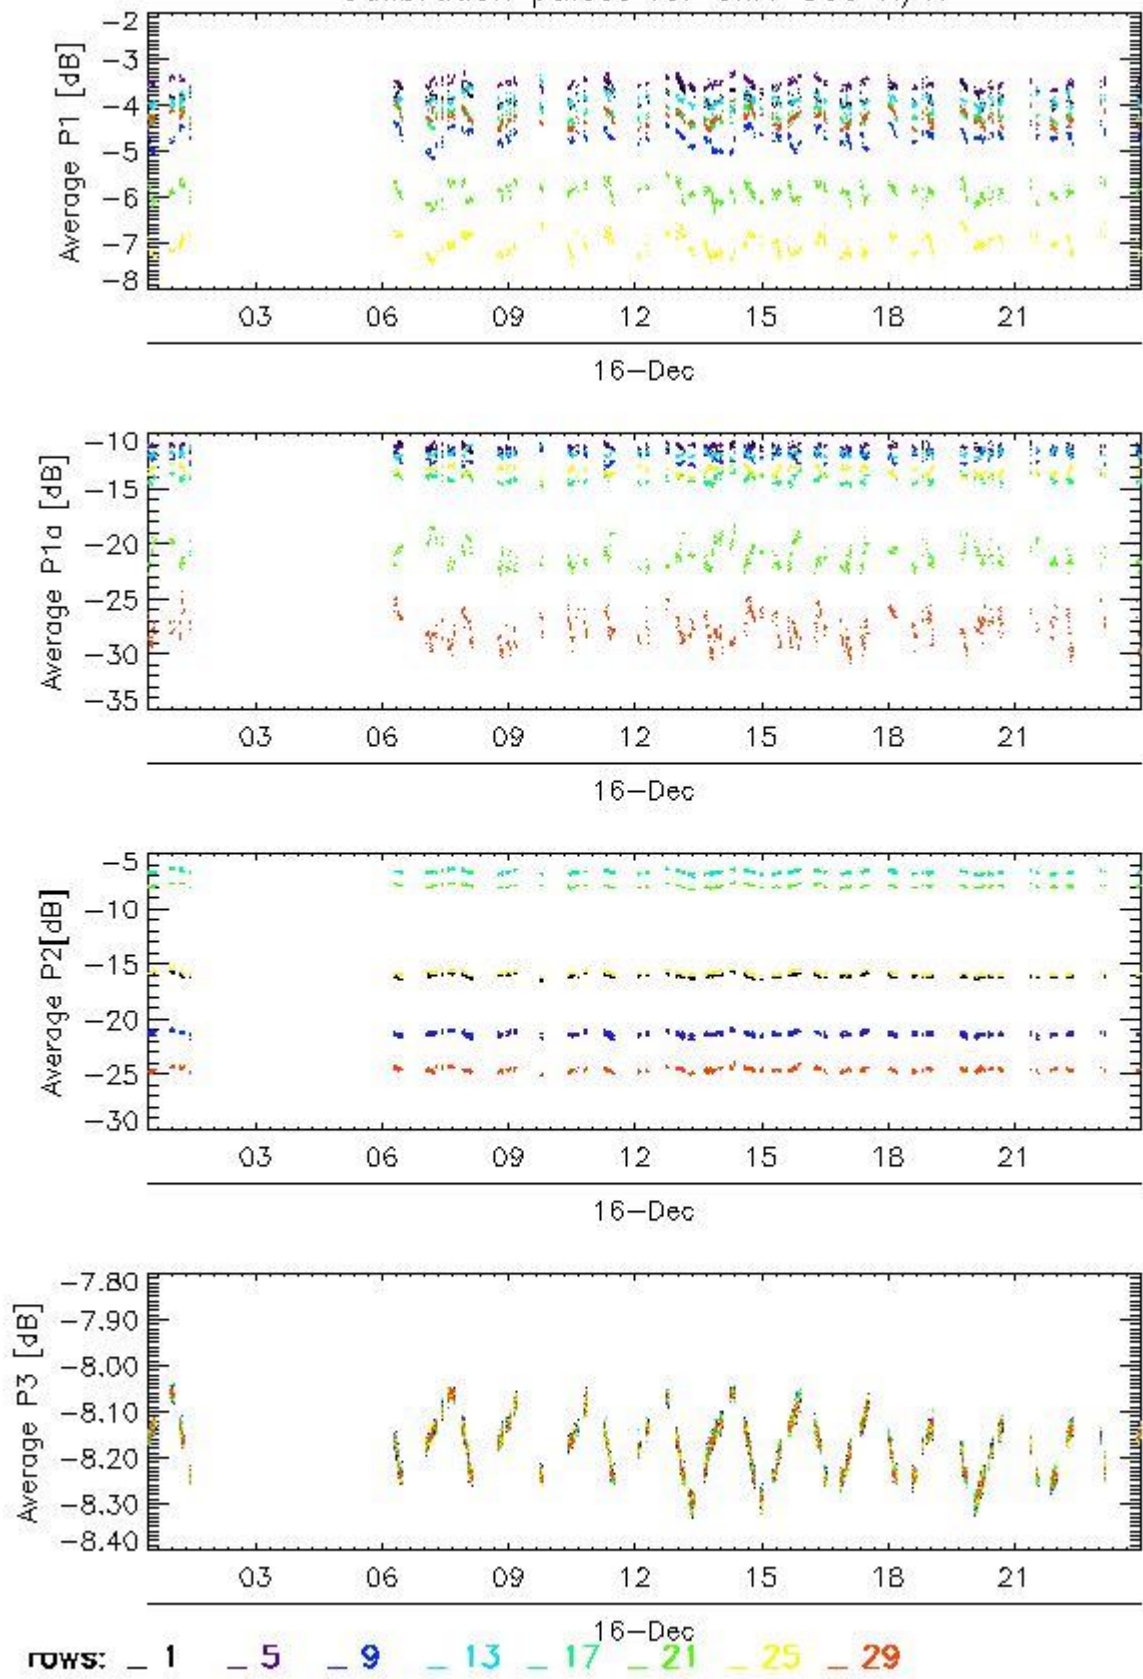 −2
−3
−4
−5
−6
−7
−8
Average P1 [dB]
03 06 09 12 15 18 21
16−Dec
−10
−15
−20
−25
−30
−35
Average P1a [dB]
03 06 09 12 15 18 21
16−Dec
−5
−10
−15
−20
−25
−30
Average P2[dB]
03 06 09 12 15 18 21
16−Dec
−7.80
−7.90
−8.00
−8.10
−8.20
−8.30
−8.40
Average P3 [dB]
03 06 09 12 15 18 21
16−Dec
rows: _ 1 _ 5 _ 9 _ 13 _ 17 _ 21 _ 25 _ 29